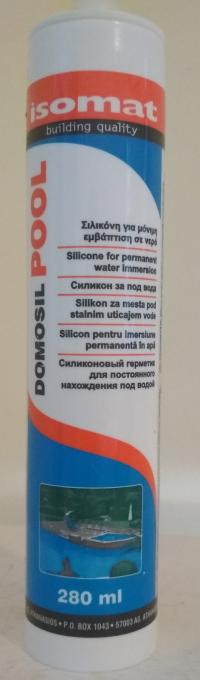 isomat
building quality
DOMOSIL POOL
Σιλικόνη για μόνιμη
εμβάπτιση σε νερό
Silicone for permanent
water immersion
Силикон за под вода
Silikon za mesta pod
stalnim uticajem vode
Silicon pentru imersiune
permanentă în apă
Силиконовый герметик
для постоянного
нахождения под водой
280 ml
ATHANASIOS • P.O. BOX 1043 • 57003 AG.